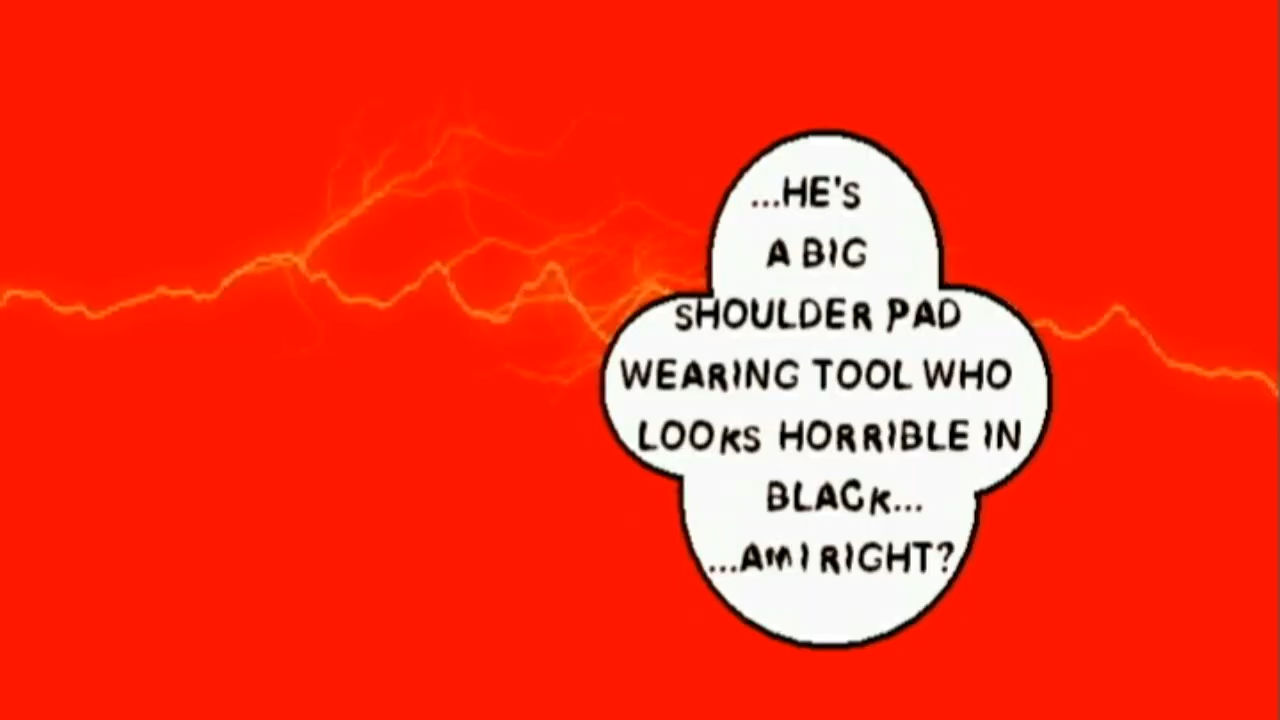 ...HE'S
A BIG
SHOULDER PAD
WEARING TOOL WHO
LOOKS HORRIBLE IN
BLACK...
...AM I RIGHT?